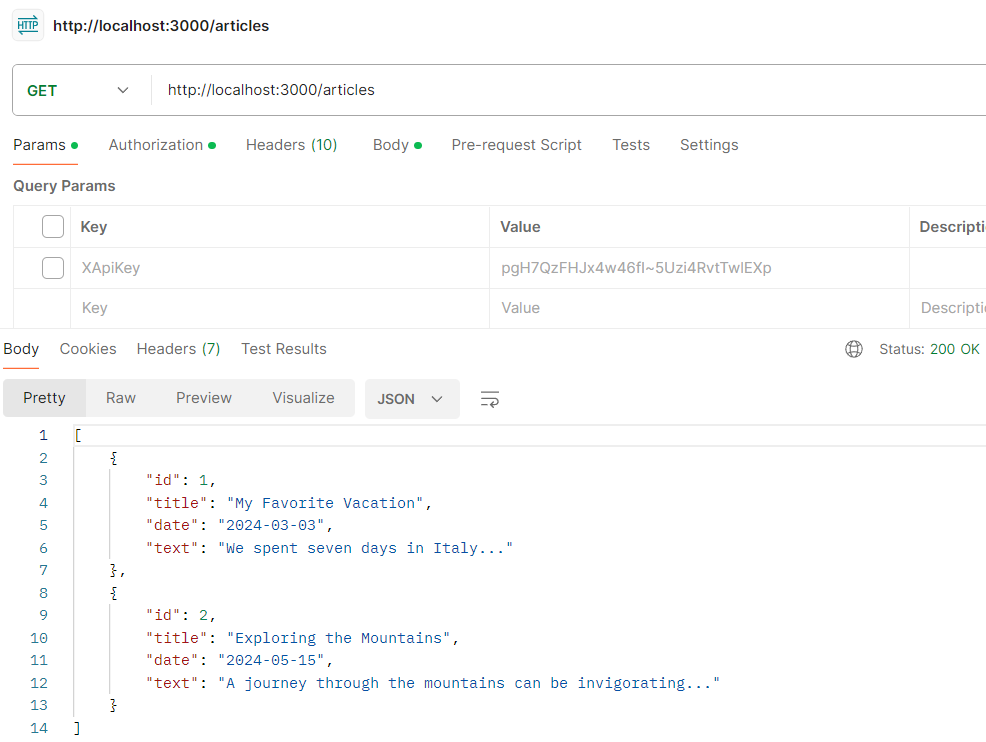 HTTP http://localhost:3000/articles
GET http://localhost:3000/articles
Params Authorization Headers (10) Body Pre-request Script Tests Settings
Query Params
Key Value Descripti
XApiKey pgH7QzFHJx4w46fI~5Uzi4RvtTwlEXp
Key Value Descripti
Body Cookies Headers (7) Test Results Status: 200 OK
Pretty Raw Preview Visualize JSON
1 [
2 {
3 "id": 1,
4 "title": "My Favorite Vacation",
5 "date": "2024-03-03",
6 "text": "We spent seven days in Italy..."
7 },
8 {
9 "id": 2,
10 "title": "Exploring the Mountains",
11 "date": "2024-05-15",
12 "text": "A journey through the mountains can be invigorating..."
13 }
14 ]